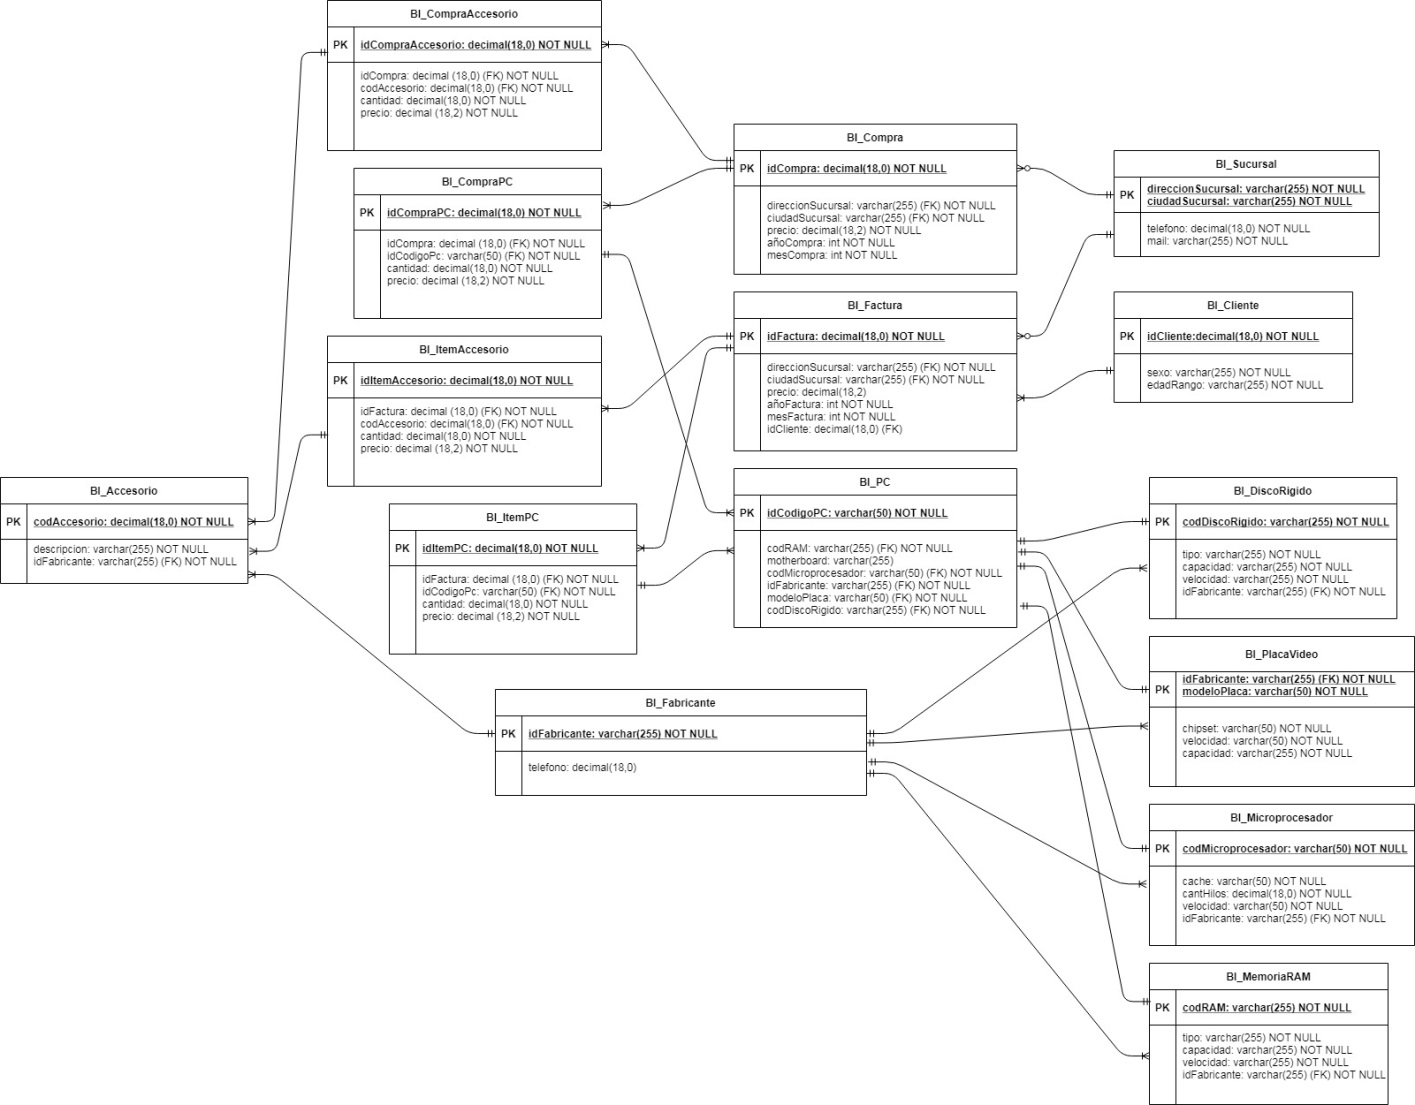 BI_CompraAccesorio
PK
idCompraAccesorio: decimal(18,0) NOT NULL
idCompra: decimal (18,0) (FK) NOT NULL
codAccesorio: decimal(18,0) (FK) NOT NULL
cantidad: decimal(18,0) NOT NULL
precio: decimal (18,2) NOT NULL
BI_CompraPC
PK
idCompraPC: decimal(18,0) NOT NULL
idCompra: decimal (18,0) (FK) NOT NULL
idCodigoPc: varchar(50) (FK) NOT NULL
cantidad: decimal(18,0) NOT NULL
precio: decimal (18,2) NOT NULL
BI_ItemAccesorio
PK
idItemAccesorio: decimal(18,0) NOT NULL
idFactura: decimal (18,0) (FK) NOT NULL
codAccesorio: decimal(18,0) (FK) NOT NULL
cantidad: decimal(18,0) NOT NULL
precio: decimal (18,2) NOT NULL
BI_Accesorio
PK
codAccesorio: decimal(18,0) NOT NULL
descripcion: varchar(255) NOT NULL
idFabricante: varchar(255) (FK) NOT NULL
BI_ItemPC
PK
idItemPC: decimal(18,0) NOT NULL
idFactura: decimal (18,0) (FK) NOT NULL
idCodigoPc: varchar(50) (FK) NOT NULL
cantidad: decimal(18,0) NOT NULL
precio: decimal (18,2) NOT NULL
BI_Fabricante
PK
idFabricante: varchar(255) NOT NULL
telefono: decimal(18,0)
BI_Compra
PK
idCompra: decimal(18,0) NOT NULL
direccionSucursal: varchar(255) (FK) NOT NULL
ciudadSucursal: varchar(255) (FK) NOT NULL
precio: decimal(18,2) NOT NULL
añoCompra: int NOT NULL
mesCompra: int NOT NULL
BI_Factura
PK
idFactura: decimal(18,0) NOT NULL
direccionSucursal: varchar(255) (FK) NOT NULL
ciudadSucursal: varchar(255) (FK) NOT NULL
precio: decimal(18,2)
añoFactura: int NOT NULL
mesFactura: int NOT NULL
idCliente: decimal(18,0) (FK)
BI_PC
PK
idCodigoPC: varchar(50) NOT NULL
codRAM: varchar(255) (FK) NOT NULL
motherboard: varchar(255)
codMicroprocesador: varchar(50) (FK) NOT NULL
idFabricante: varchar(255) (FK) NOT NULL
modeloPlaca: varchar(50) (FK) NOT NULL
codDiscoRigido: varchar(255) (FK) NOT NULL
BI_Sucursal
PK
direccionSucursal: varchar(255) NOT NULL
ciudadSucursal: varchar(255) NOT NULL
telefono: decimal(18,0) NOT NULL
mail: varchar(255) NOT NULL
BI_Cliente
PK
idCliente:decimal(18,0) NOT NULL
sexo: varchar(255) NOT NULL
edadRango: varchar(255) NOT NULL
BI_DiscoRigido
PK
codDiscoRigido: varchar(255) NOT NULL
tipo: varchar(255) NOT NULL
capacidad: varchar(255) NOT NULL
velocidad: varchar(255) NOT NULL
idFabricante: varchar(255) (FK) NOT NULL
BI_PlacaVideo
PK
idFabricante: varchar(255) (FK) NOT NULL
modeloPlaca: varchar(50) NOT NULL
chipset: varchar(50) NOT NULL
velocidad: varchar(50) NOT NULL
capacidad: varchar(255) NOT NULL
BI_Microprocesador
PK
codMicroprocesador: varchar(50) NOT NULL
cache: varchar(50) NOT NULL
cantHilos: decimal(18,0) NOT NULL
velocidad: varchar(50) NOT NULL
idFabricante: varchar(255) (FK) NOT NULL
BI_MemoriaRAM
PK
codRAM: varchar(255) NOT NULL
tipo: varchar(255) NOT NULL
capacidad: varchar(255) NOT NULL
velocidad: varchar(255) NOT NULL
idFabricante: varchar(255) (FK) NOT NULL